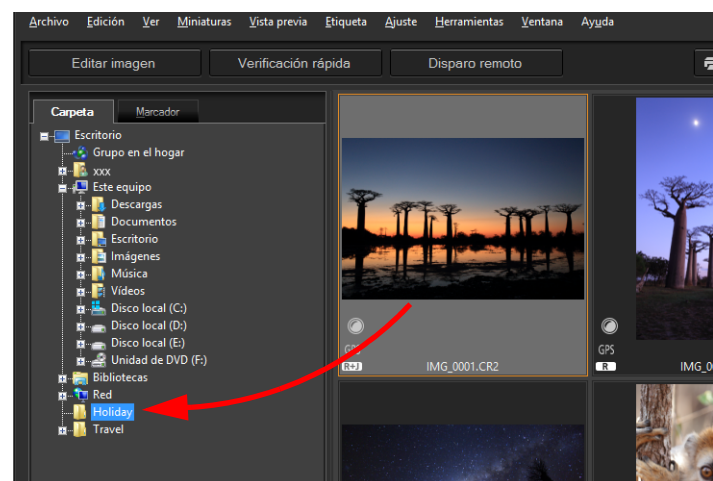 Archivo Edición Ver Miniaturas Vista previa Etiqueta Ajuste Herramientas Ventana Ayuda
Editar imagen Verificación rápida Disparo remoto
Carpeta Marcador
Escritorio
Grupo en el hogar
xxx
Este equipo
Descargas
Documentos
Escritorio
Imágenes
Música
Vídeos
Disco local (C:)
Disco local (D:)
Disco local (E:)
Unidad de DVD (F:)
Bibliotecas
Red
Holiday
Travel
GPS
R+J IMG_0001.CR2
GPS
R IMG_0